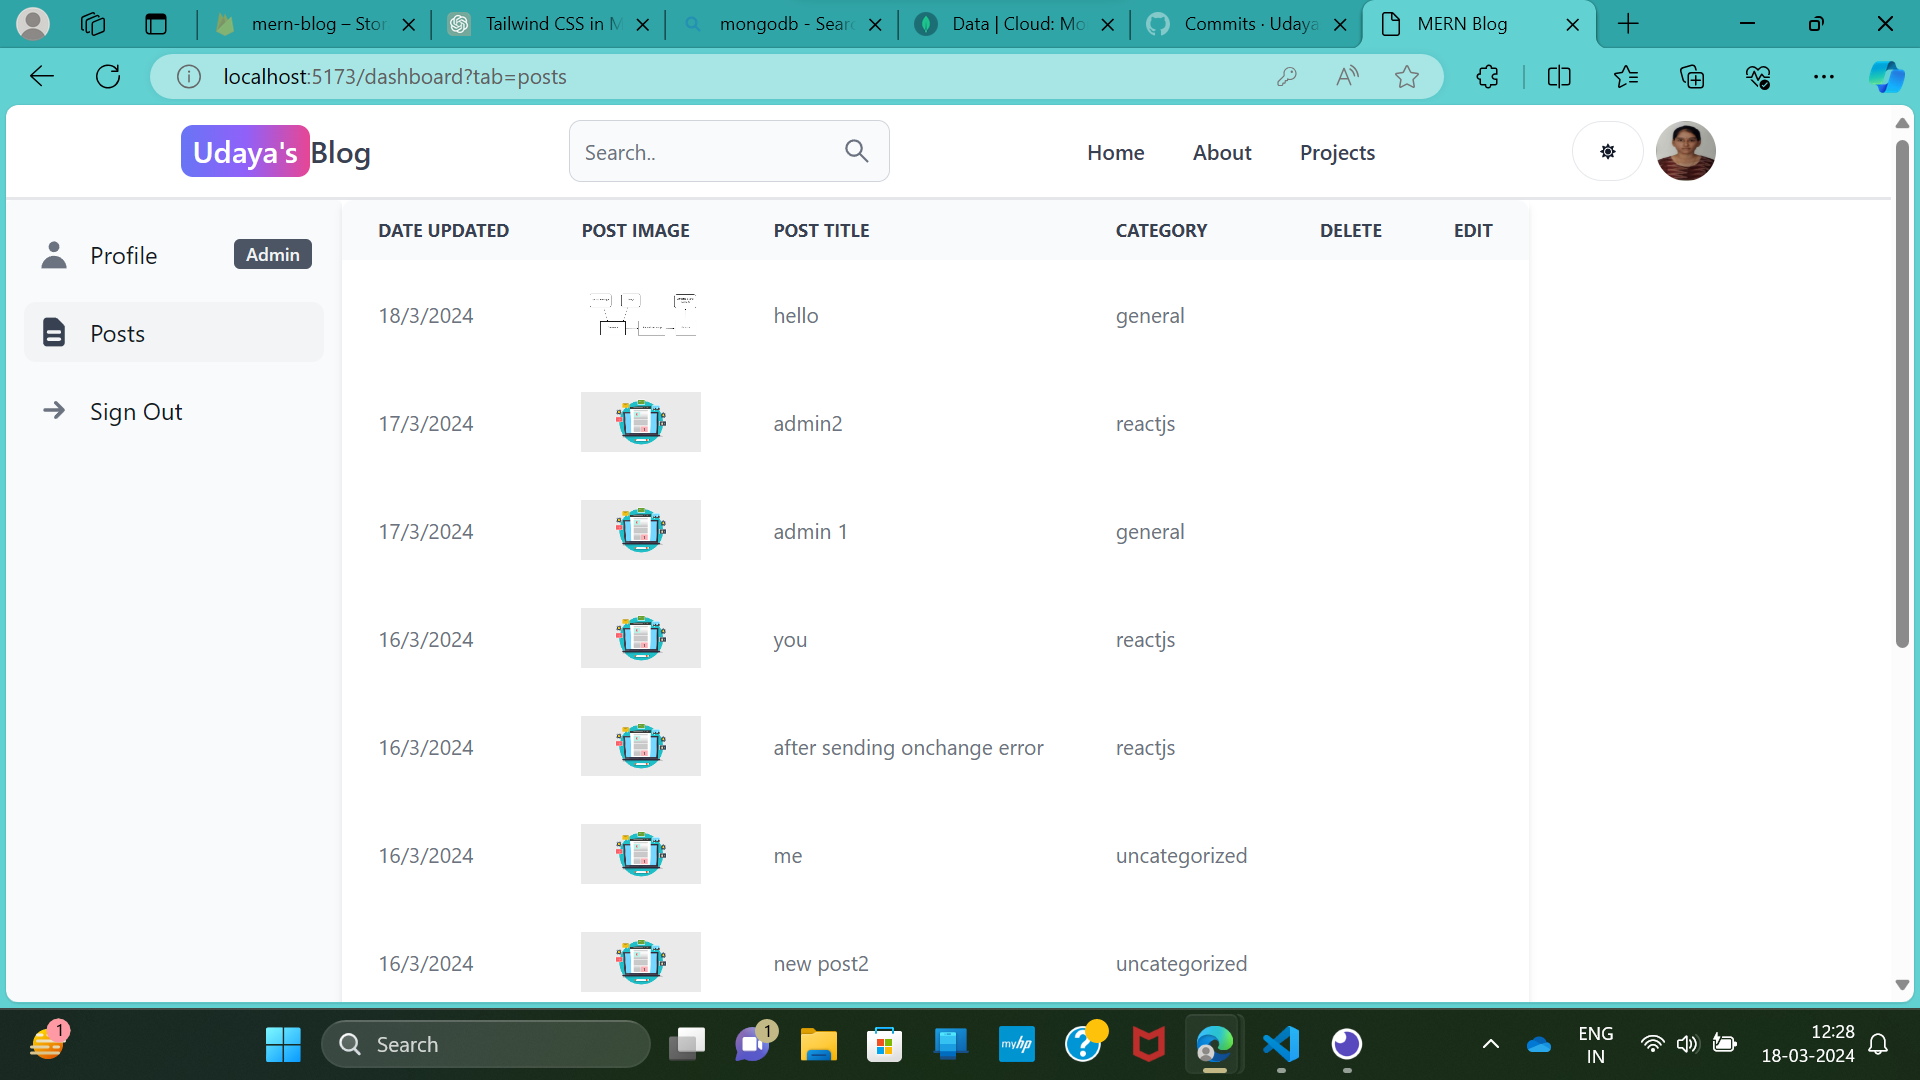 mern-blog – Stor
Tailwind CSS in M
mongodb - Searc
Data | Cloud: Mo
Commits · Udaya
MERN Blog
localhost:5173/dashboard?tab=posts
Udaya's Blog
Search..
Home
About
Projects
Profile
Admin
Posts
Sign Out
DATE UPDATED POST IMAGE POST TITLE CATEGORY DELETE EDIT
18/3/2024 hello general
17/3/2024 admin2 reactjs
17/3/2024 admin 1 general
16/3/2024 you reactjs
16/3/2024 after sending onchange error reactjs
16/3/2024 me uncategorized
16/3/2024 new post2 uncategorized
1
Search
1
myhp
ENG
IN
12:28
18-03-2024